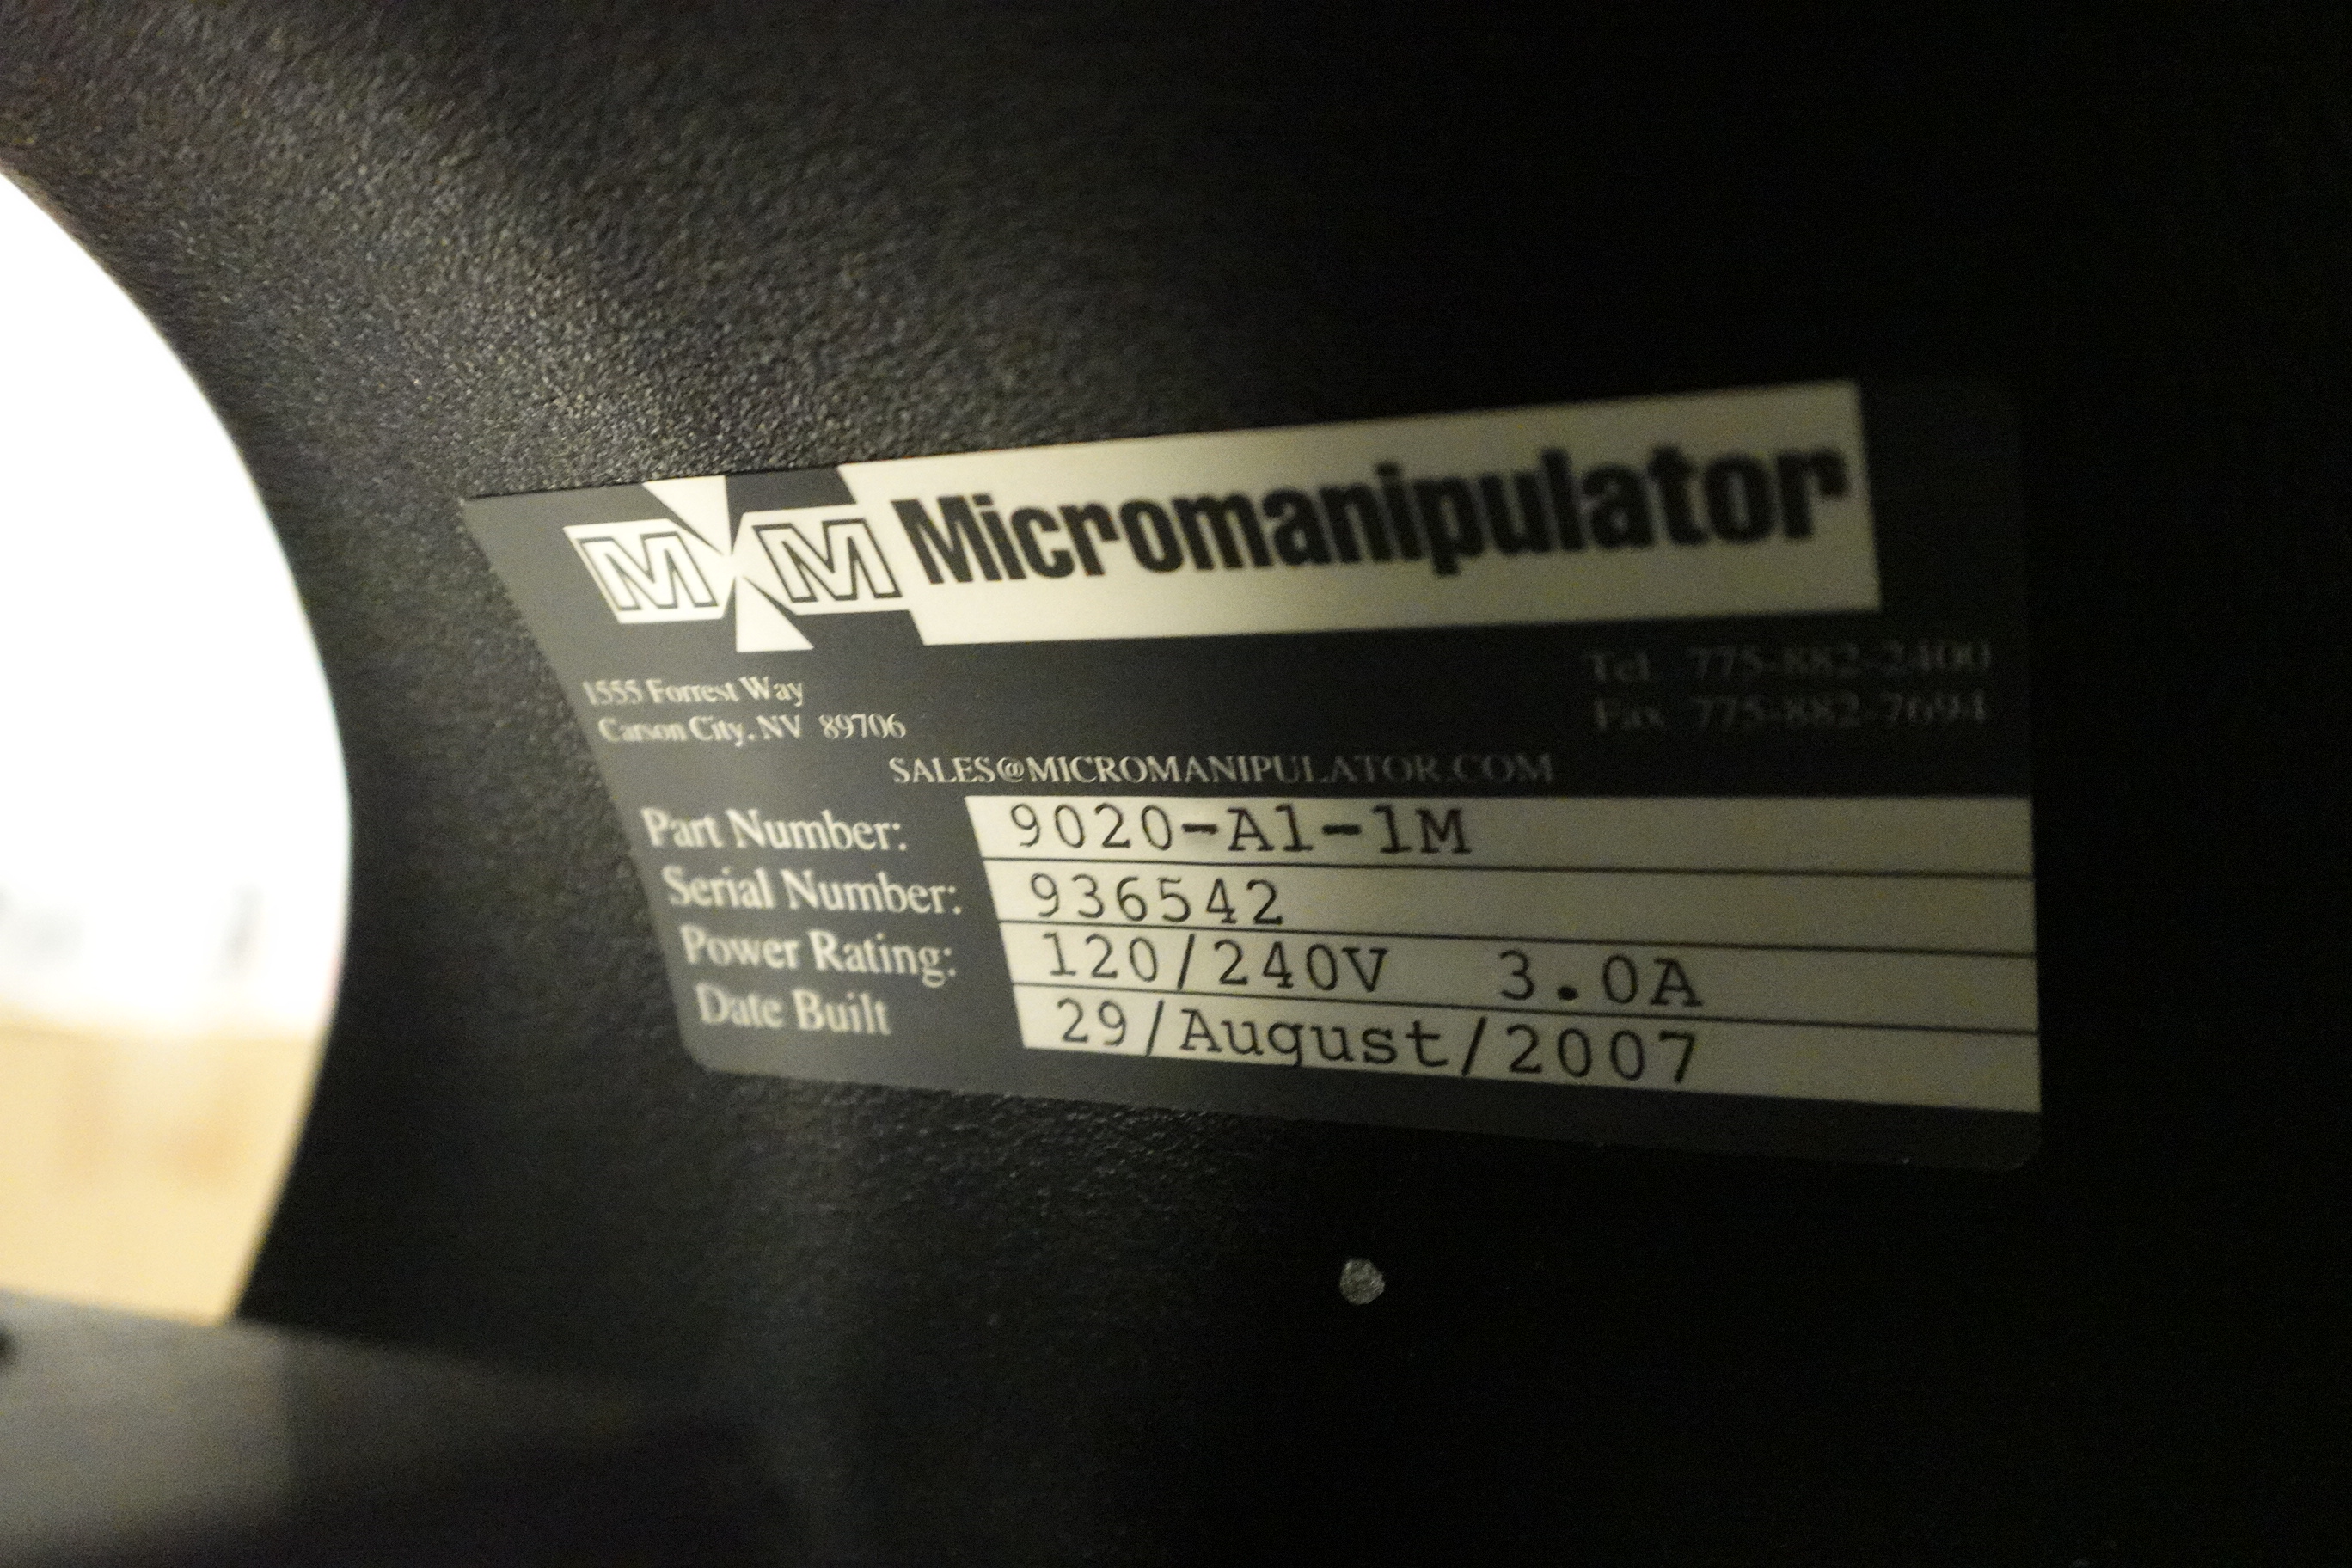 MM Micromanipulator
1555 Forrest Way
Carson City, NV 89706
Tel 775-882-2400
Fax 775-882-7694
SALES@MICROMANIPULATOR.COM
Part Number: 9020-A1-1M
Serial Number: 936542
Power Rating: 120/240V 3.0A
Date Built 29/August/2007